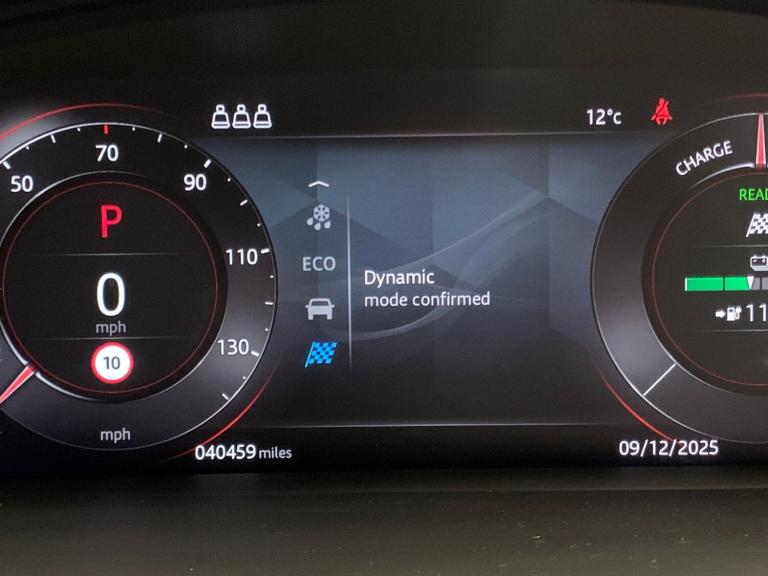 12°c
CHARGE
50
70
90
110
130
P
0
mph
10
mph
ECO
Dynamic
mode confirmed
040459 miles
09/12/2025